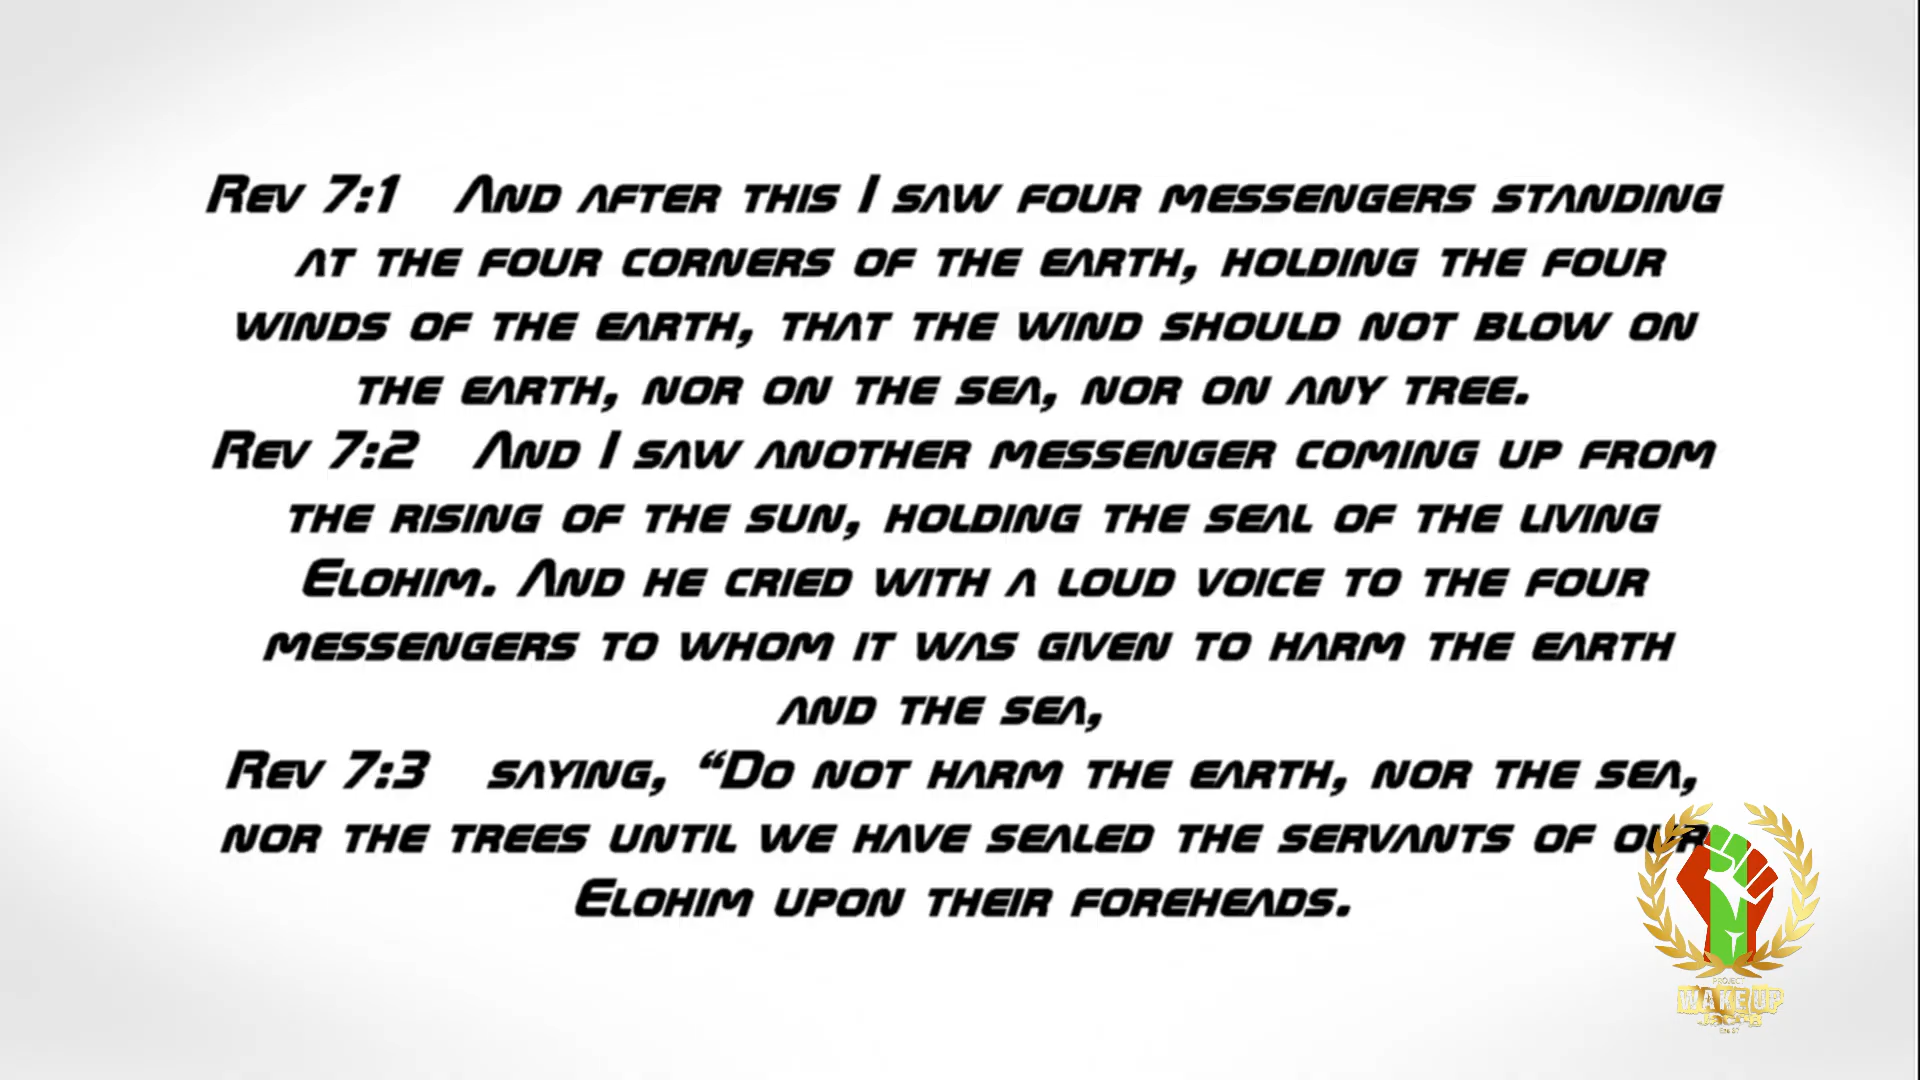 Rev 7:1 And after this I saw four messengers standing
at the four corners of the earth, holding the four
winds of the earth, that the wind should not blow on
the earth, nor on the sea, nor on any tree.
Rev 7:2 And I saw another messenger coming up from
the rising of the sun, holding the seal of the living
Elohim. And he cried with a loud voice to the four
messengers to whom it was given to harm the earth
and the sea,
Rev 7:3 saying, “Do not harm the earth, nor the sea,
nor the trees until we have sealed the servants of our
Elohim upon their foreheads.
PROJECT
WAKE UP
Jacob